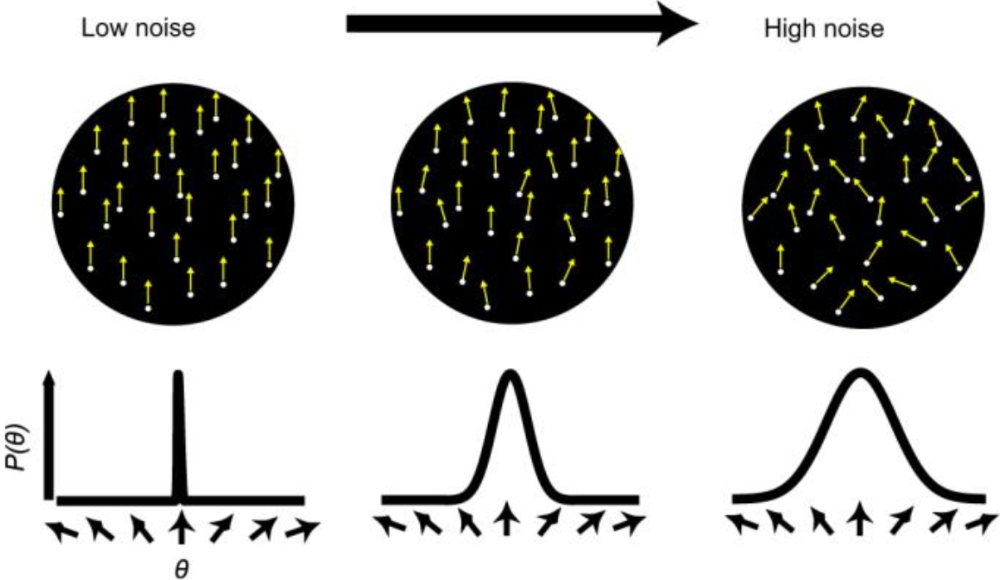 Low noise
High noise
P(θ)
θ